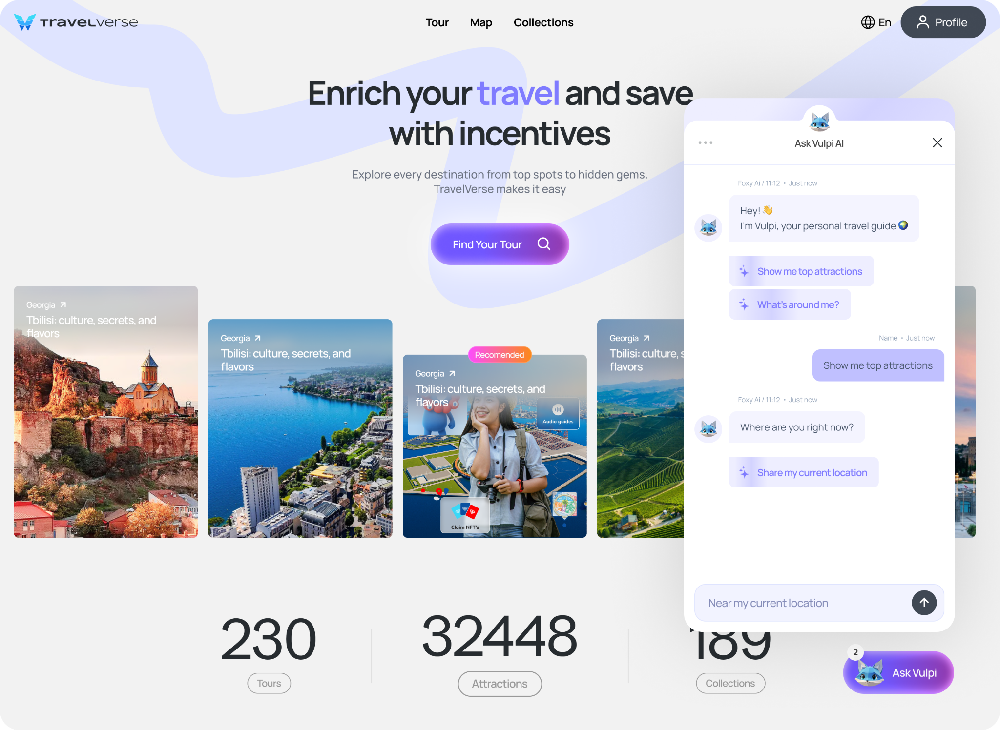 Travelverse
Tour
Map
Collections
En
Profile
Enrich your travel and save
with incentives
Explore every destination from top spots to hidden gems.
TravelVerse makes it easy
Find Your Tour
Georgia
Tbilisi: culture, secrets, and
flavors
Georgia
Tbilisi: culture, secrets, and
flavors
Recomended
Georgia
Tbilisi: culture, secrets, and
flavors
Audio guides
Claim NFT's
Georgia
Tbilisi: culture, s
flavors
Ask Vulpi AI
Foxy Ai / 11:12 • Just now
Hey! 👋
I'm Vulpi, your personal travel guide 🌍
Show me top attractions
What's around me?
Name • Just now
Show me top attractions
Foxy Ai / 11:12 • Just now
Where are you right now?
Share my current location
Near my current location
230
Tours
32448
Attractions
189
Collections
2
Ask Vulpi